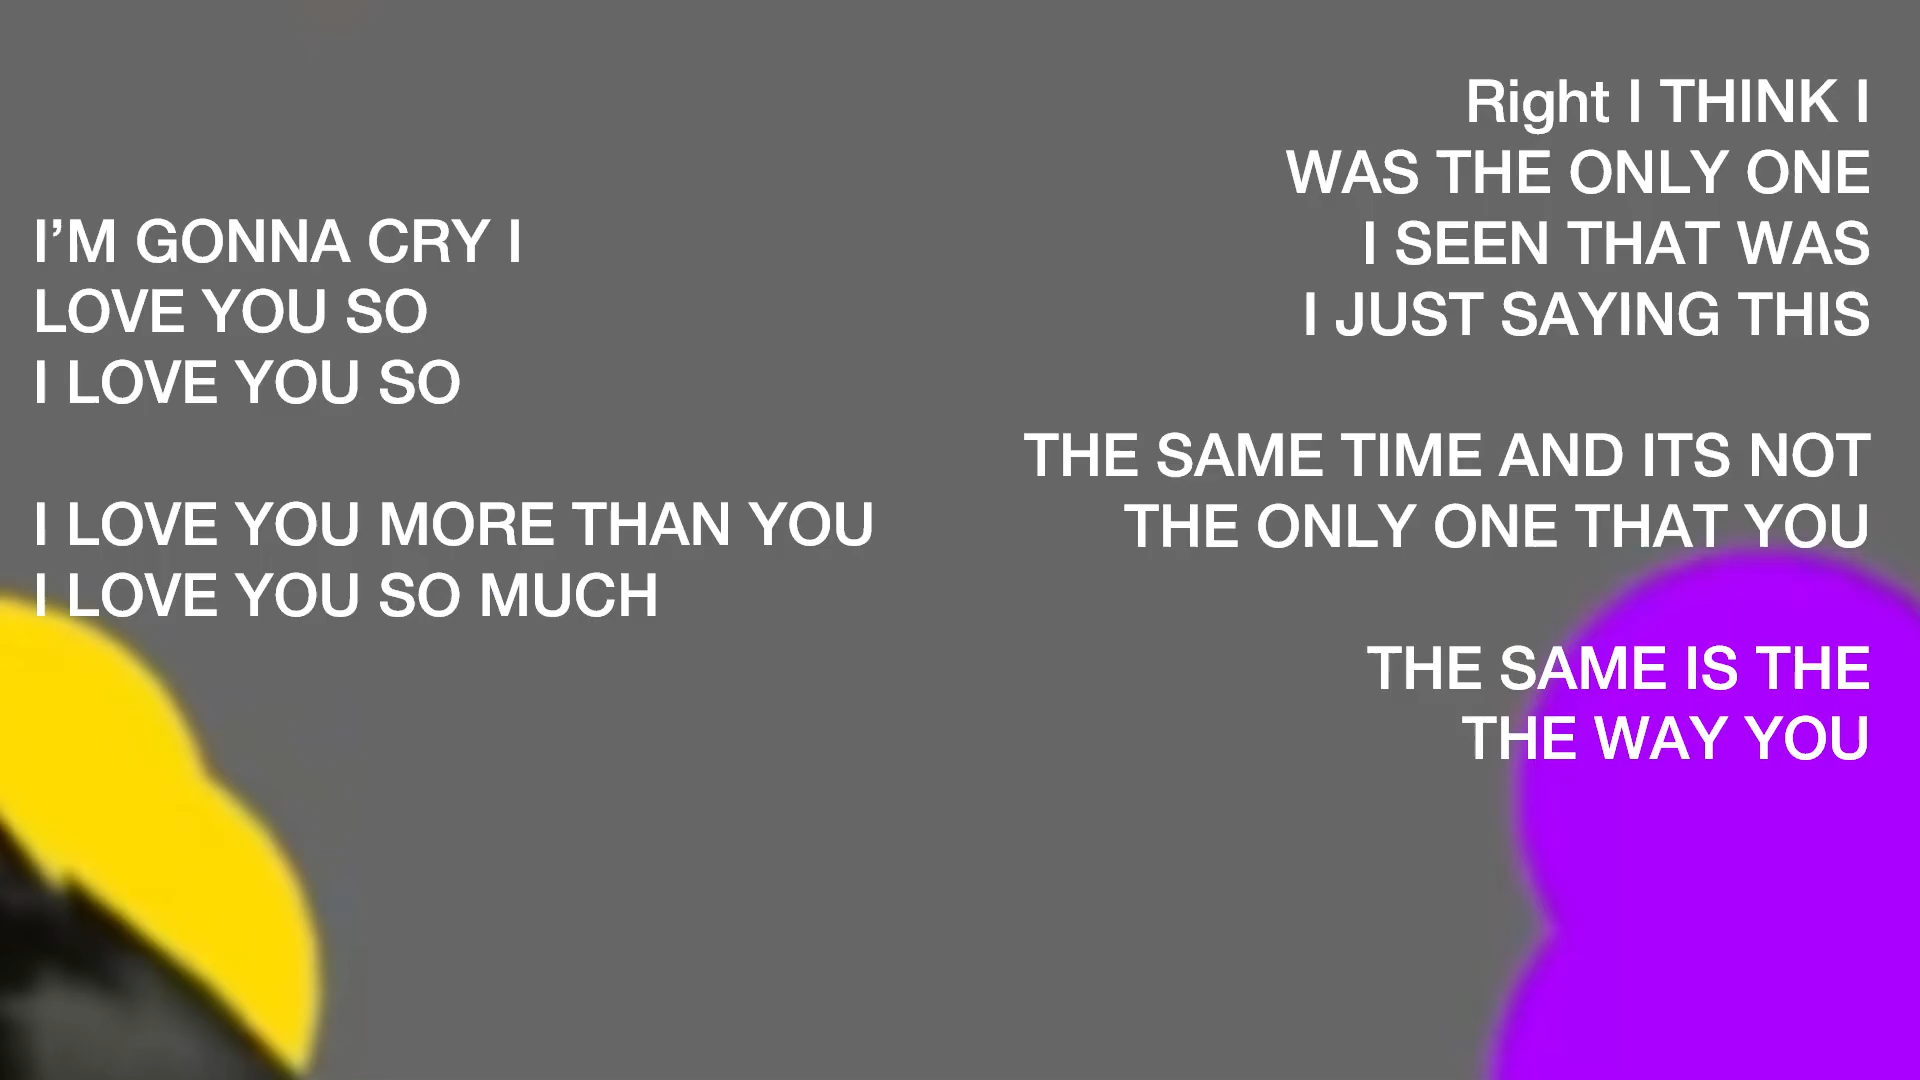 I’M GONNA CRY I
LOVE YOU SO
I LOVE YOU SO
I LOVE YOU MORE THAN YOU
I LOVE YOU SO MUCH
Right I THINK I
WAS THE ONLY ONE
I SEEN THAT WAS
I JUST SAYING THIS
THE SAME TIME AND ITS NOT
THE ONLY ONE THAT YOU
THE SAME IS THE
THE WAY YOU